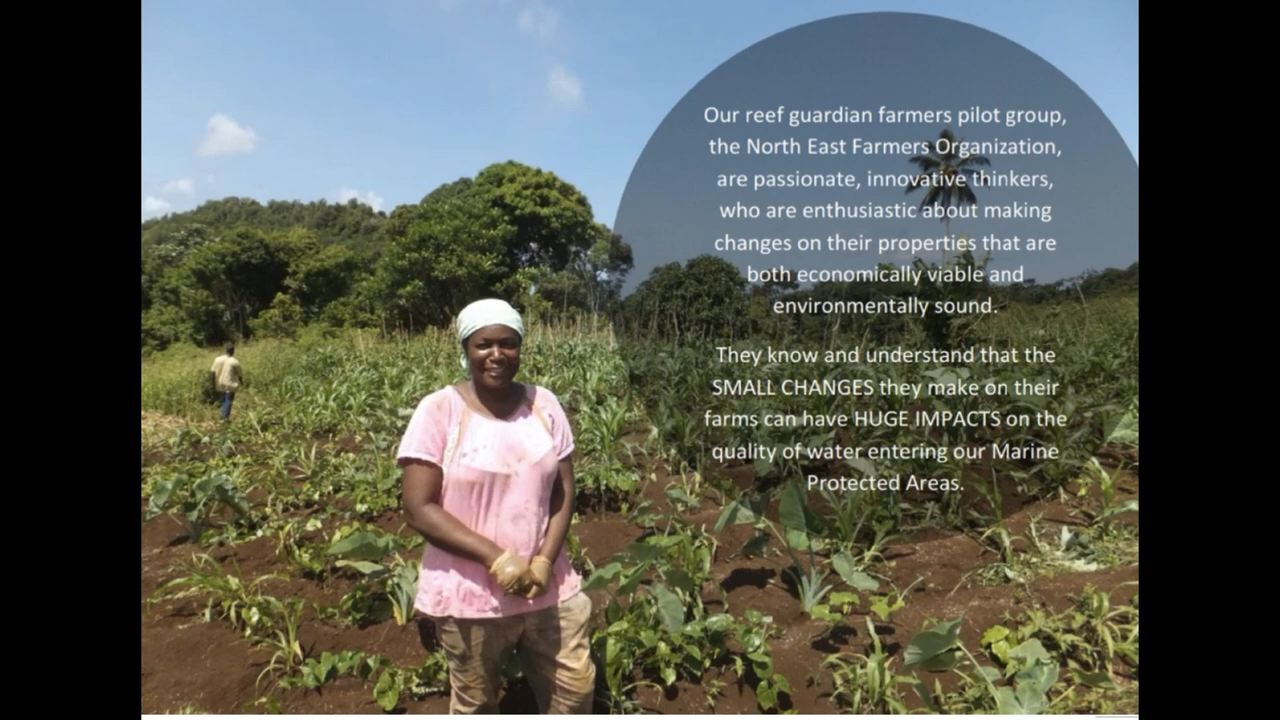 Our reef guardian farmers pilot group,
the North East Farmers Organization,
are passionate, innovative thinkers,
who are enthusiastic about making
changes on their properties that are
both economically viable and
environmentally sound.
They know and understand that the
SMALL CHANGES they make on their
farms can have HUGE IMPACTS on the
quality of water entering our Marine
Protected Areas.